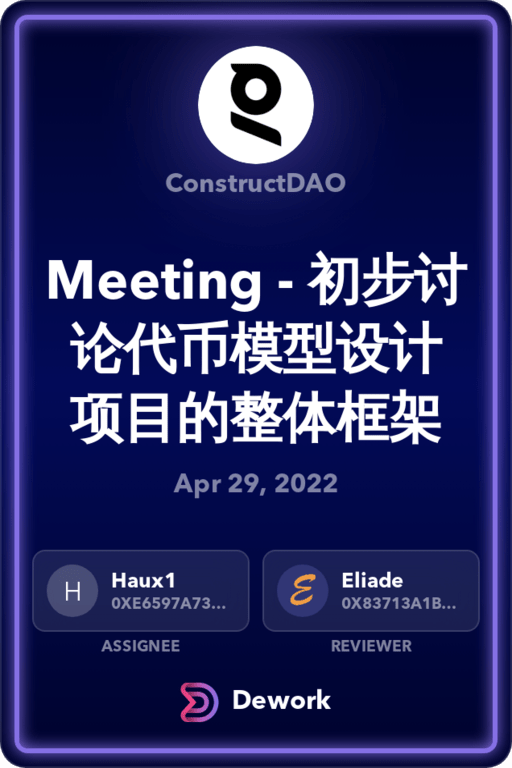 ConstructDAO
Meeting - 初步讨
论代币模型设计
项目的整体框架
Apr 29, 2022
H
Haux1
0XE6597A73...
E
Eliade
0X83713A1B...
ASSIGNEE
REVIEWER
Dework